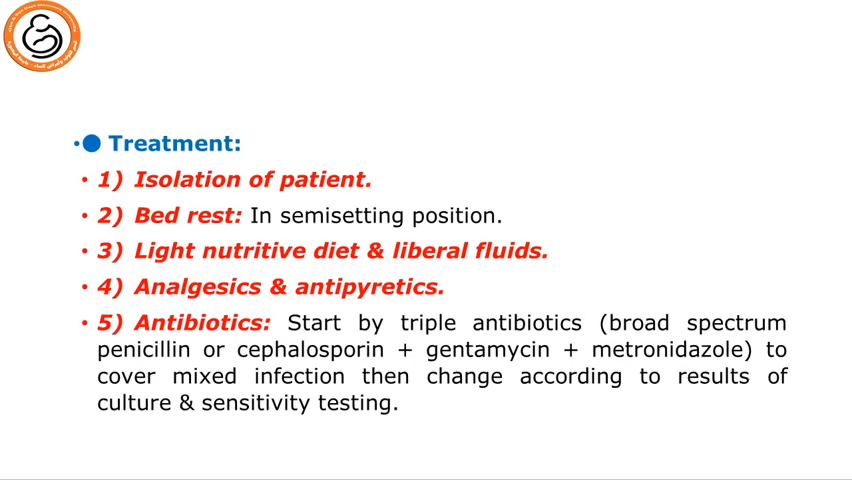 •● Treatment:
• 1) Isolation of patient.
• 2) Bed rest: In semisetting position.
• 3) Light nutritive diet & liberal fluids.
• 4) Analgesics & antipyretics.
• 5) Antibiotics: Start by triple antibiotics (broad spectrum
penicillin or cephalosporin + gentamycin + metronidazole) to
cover mixed infection then change according to results of
culture & sensitivity testing.